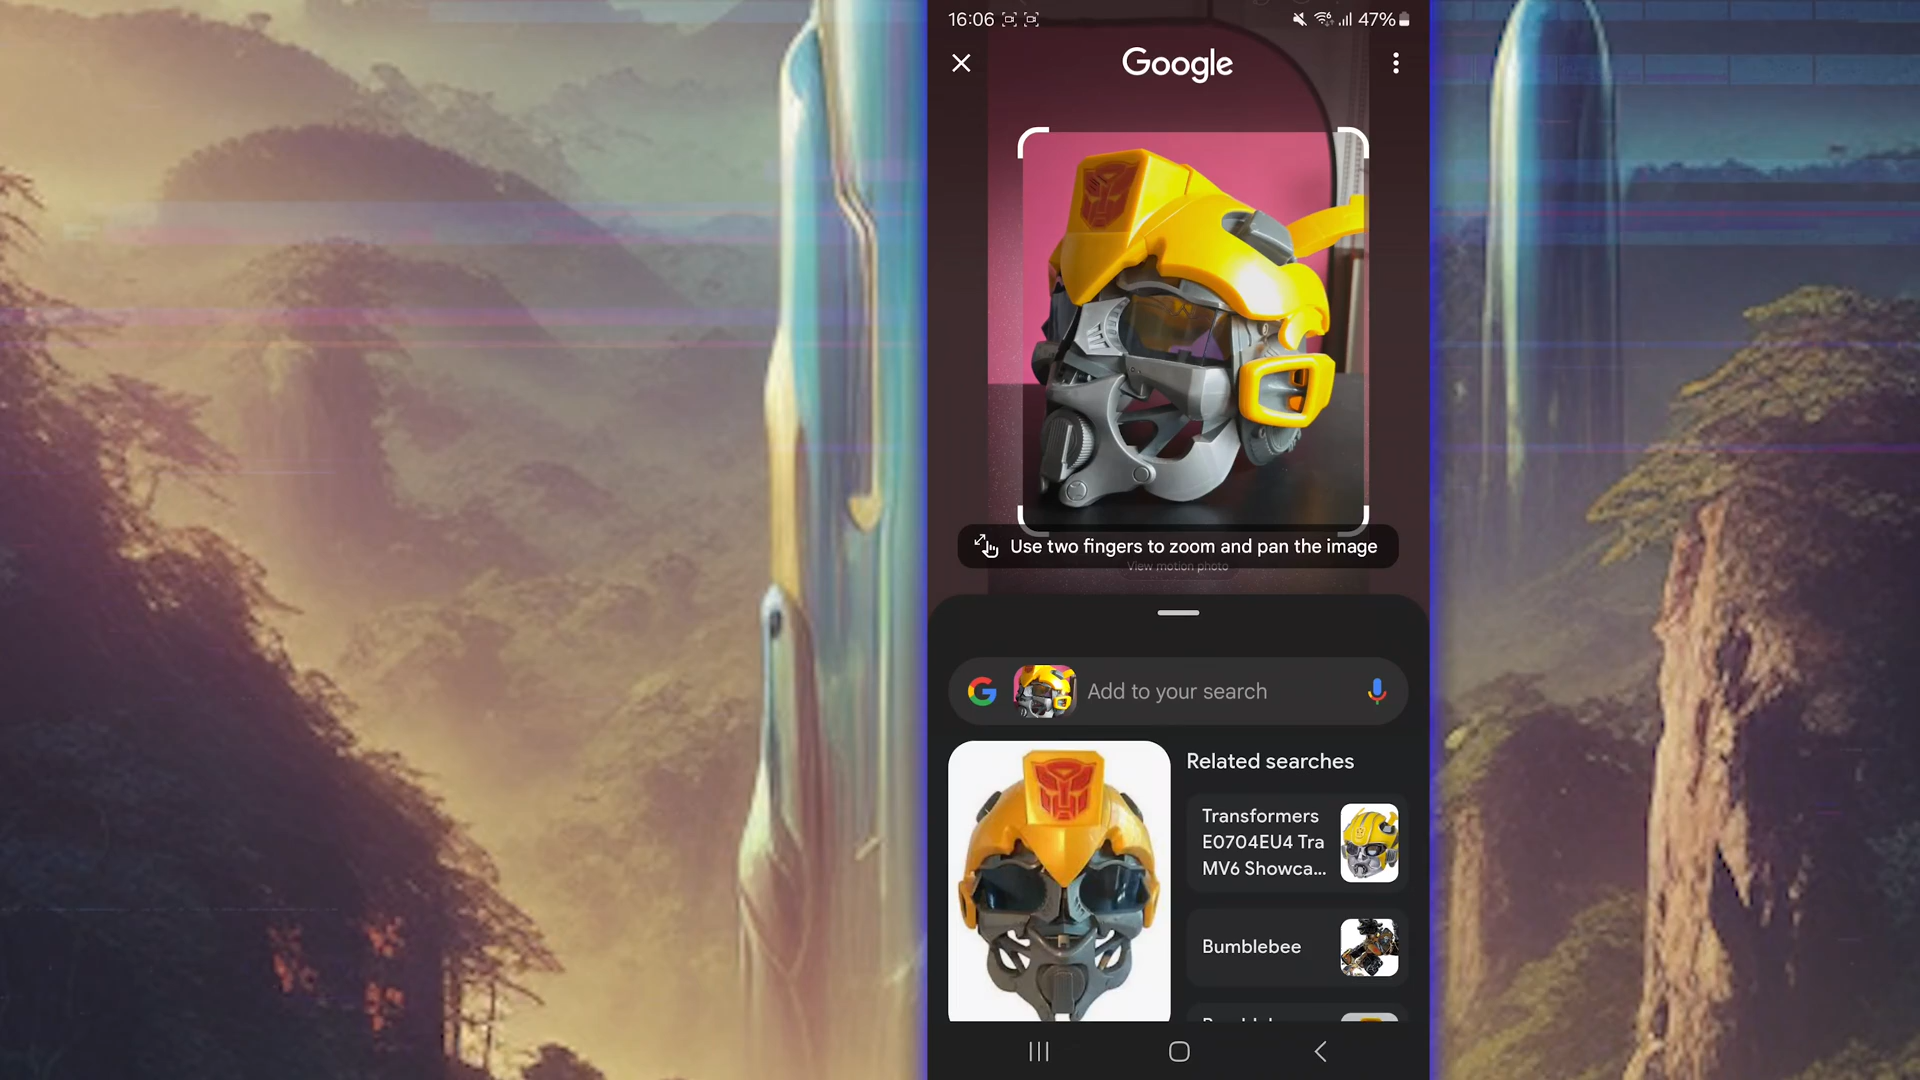 16:06
47%
Google
Use two fingers to zoom and pan the image
View motion photo
Add to your search
Related searches
Transformers
E0704EU4 Tra
MV6 Showca...
Bumblebee